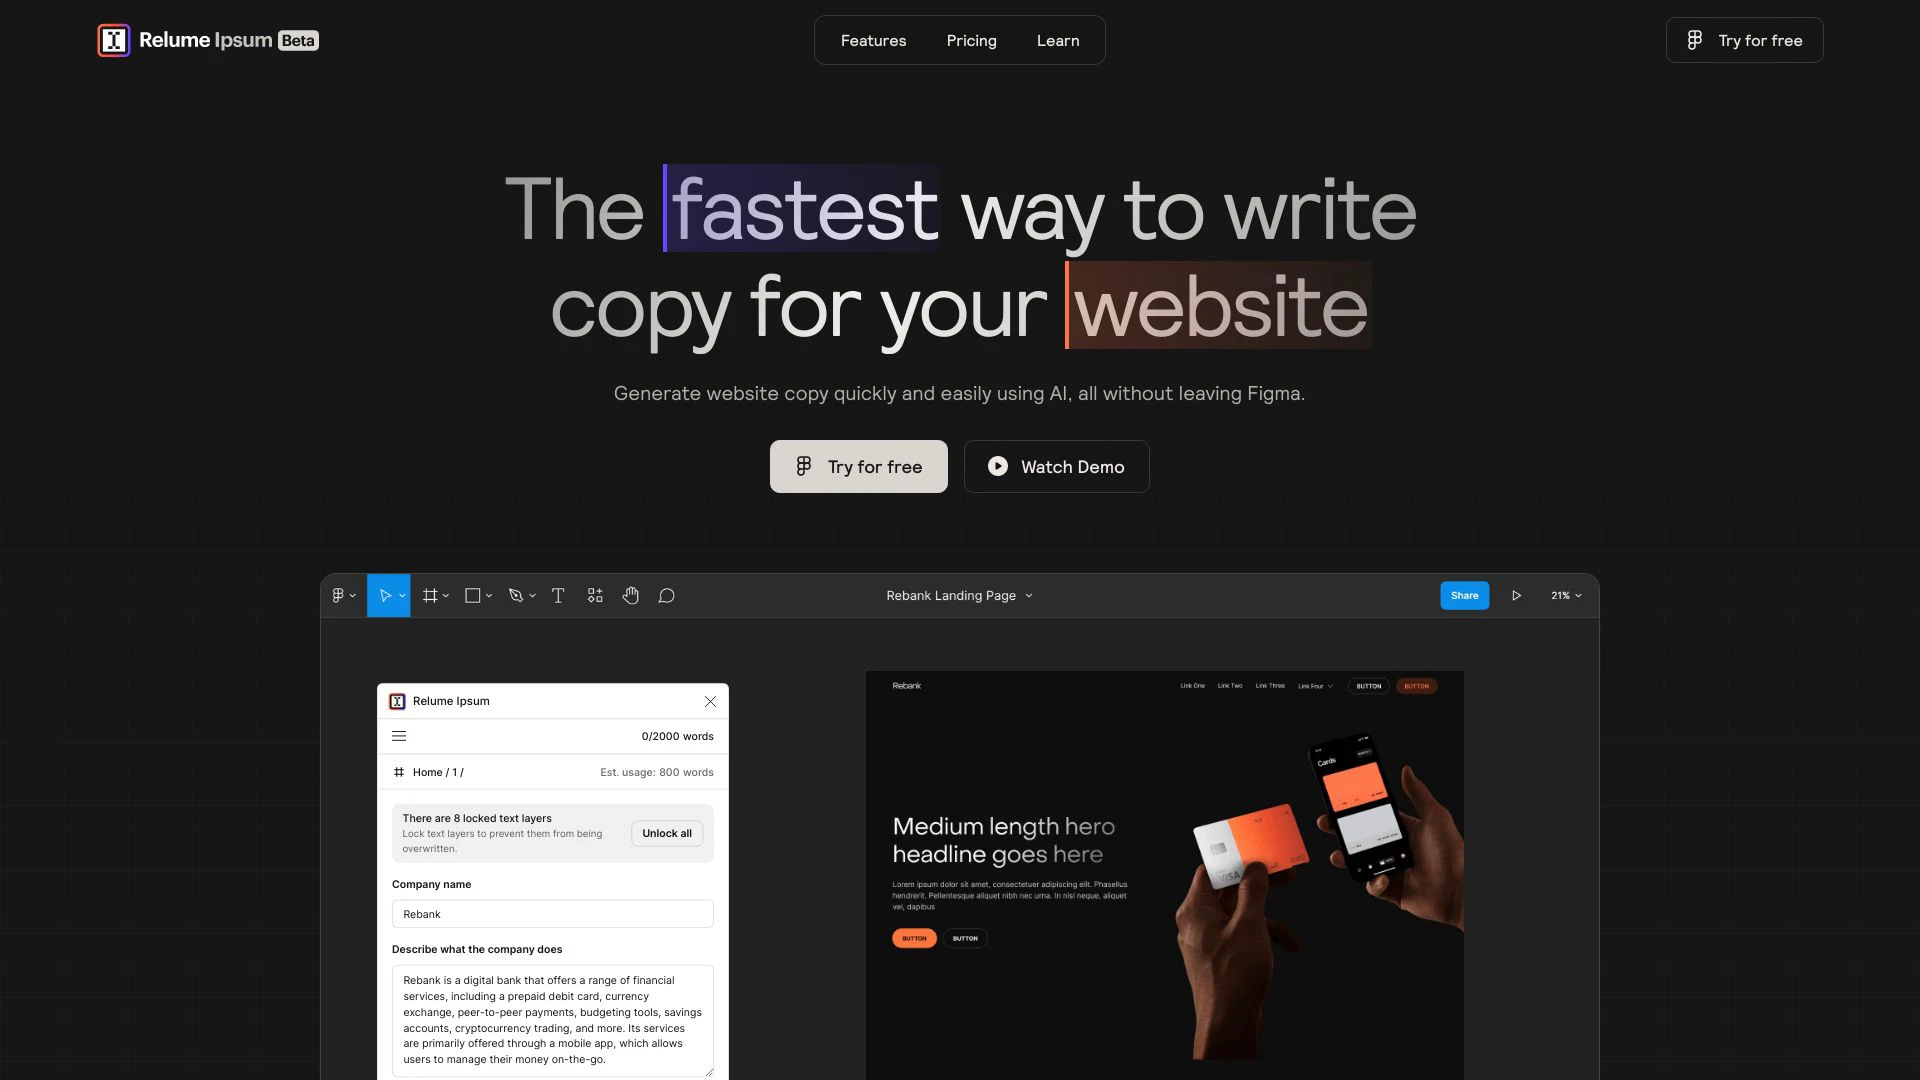 Relume Ipsum Beta
Features
Pricing
Learn
Try for free
The fastest way to write
copy for your website
Generate website copy quickly and easily using AI, all without leaving Figma.
Try for free
Watch Demo
Rebank Landing Page
Share
21%
Relume Ipsum
0/2000 words
Home / 1 /
Est. usage: 800 words
There are 8 locked text layers
Lock text layers to prevent them from being
overwritten.
Unlock all
Company name
Rebank
Describe what the company does
Rebank is a digital bank that offers a range of financial
services, including a prepaid debit card, currency
exchange, peer-to-peer payments, budgeting tools, savings
accounts, cryptocurrency trading, and more. Its services
are primarily offered through a mobile app, which allows
users to manage their money on-the-go.
Rebank
Link One
Link Two
Link Three
Link Four
BUTTON
BUTTON
Medium length hero
headline goes here
Lorem ipsum dolor sit amet, consectetuer adipiscing elit. Phasellus
hendrerit. Pellentesque aliquet nibh nec urna. In nisi neque, aliquet
vel, dapibus
BUTTON
BUTTON
Cards
VISA